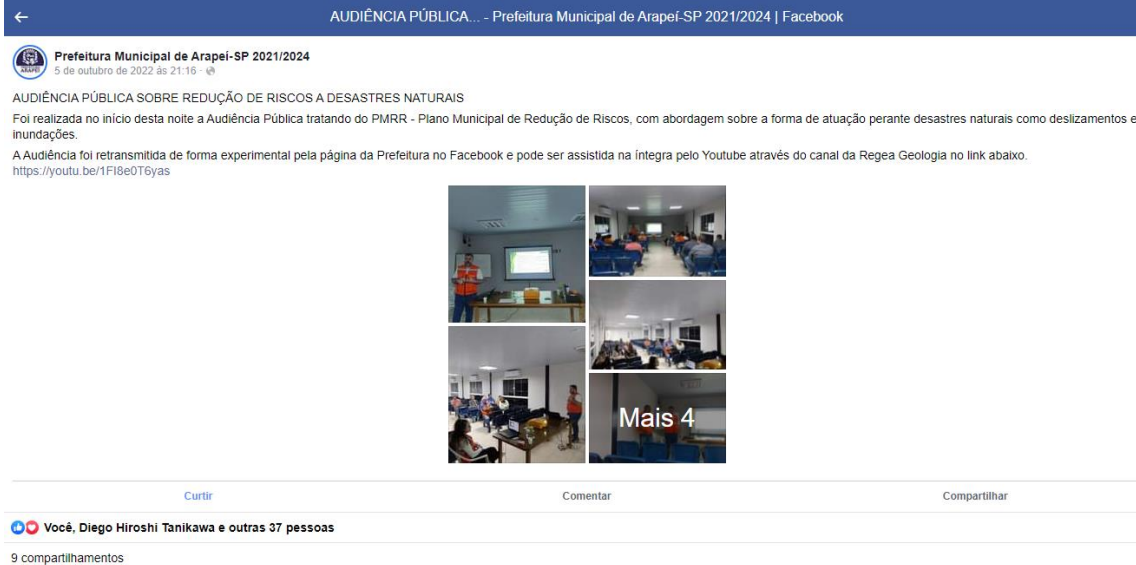 AUDIÊNCIA PÚBLICA... - Prefeitura Municipal de Arapeí-SP 2021/2024 | Facebook
Prefeitura Municipal de Arapeí-SP 2021/2024
5 de outubro de 2022 às 21:16 ·
AUDIÊNCIA PÚBLICA SOBRE REDUÇÃO DE RISCOS A DESASTRES NATURAIS
Foi realizada no início desta noite a Audiência Pública tratando do PMRR - Plano Municipal de Redução de Riscos, com abordagem sobre a forma de atuação perante desastres naturais como deslizamentos e
inundações.
A Audiência foi retransmitida de forma experimental pela página da Prefeitura no Facebook e pode ser assistida na íntegra pelo Youtube através do canal da Regea Geologia no link abaixo.
https://youtu.be/1FI8e0T6yas
Mais 4
Curtir Comentar Compartilhar
Você, Diego Hiroshi Tanikawa e outras 37 pessoas
9 compartilhamentos